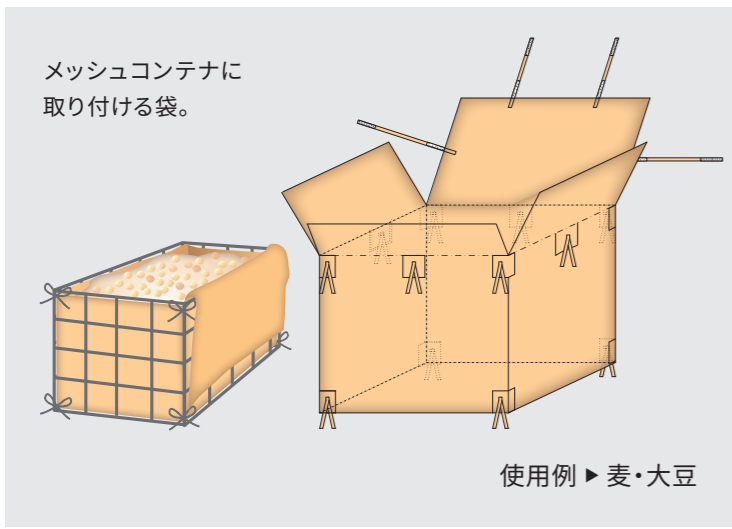 メッシュコンテナに
取り付ける袋。
使用例▶麦・大豆